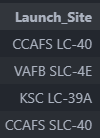 Launch_Site
CCAFS LC-40
VAFB SLC-4E
KSC LC-39A
CCAFS SLC-40